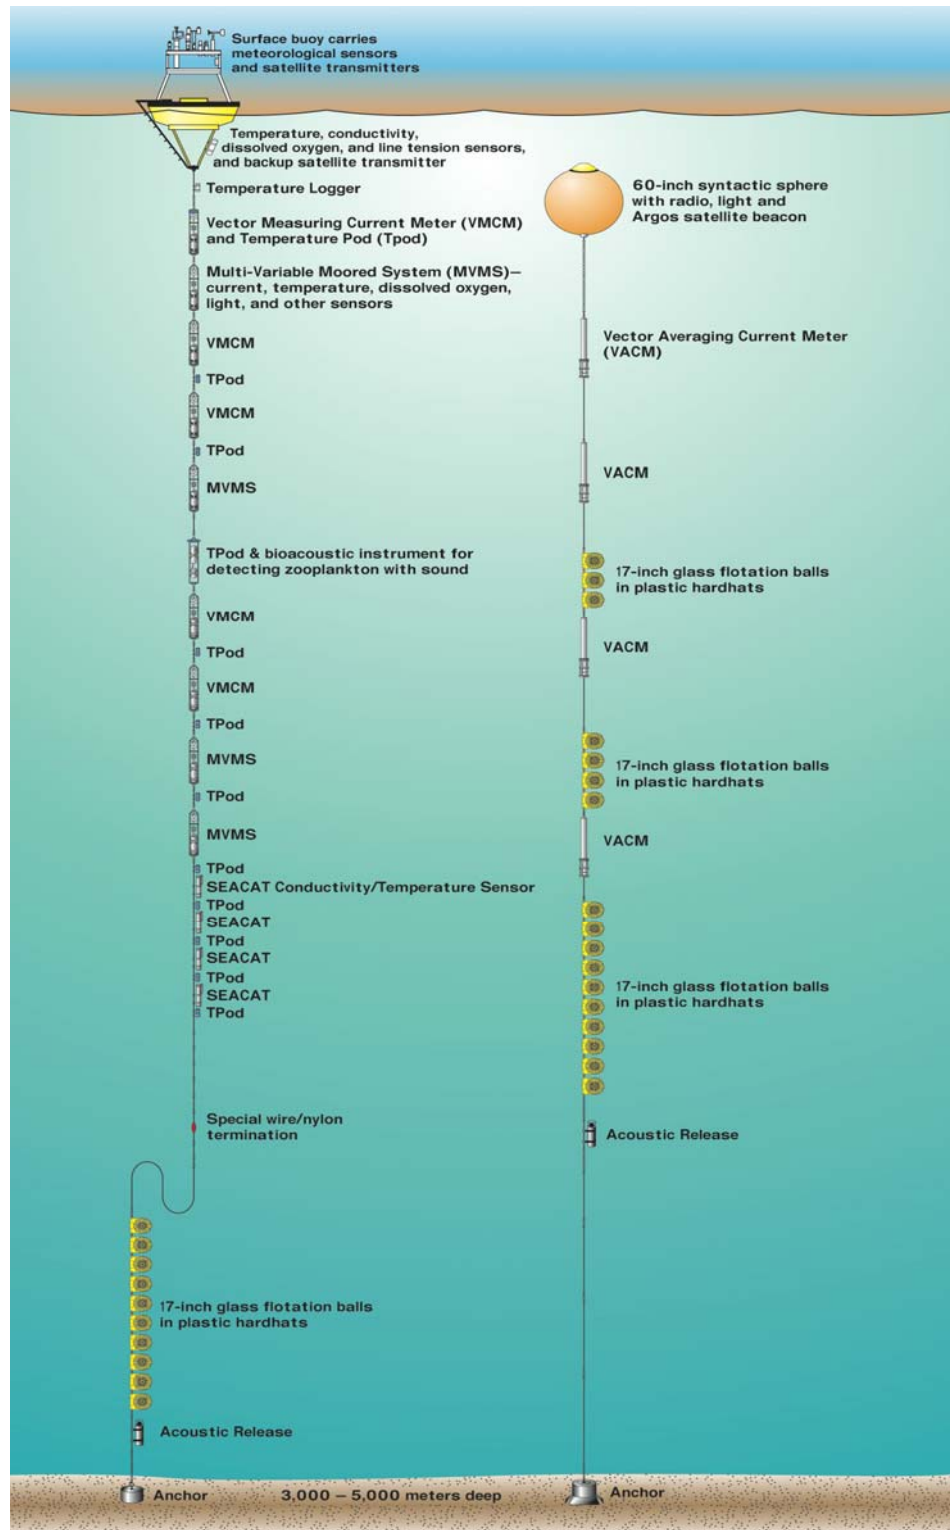 Surface buoy carries
meteorological sensors
and satellite transmitters
Temperature, conductivity,
dissolved oxygen, and line tension sensors,
and backup satellite transmitter
Temperature Logger
Vector Measuring Current Meter (VMCM)
and Temperature Pod (Tpod)
Multi-Variable Moored System (MVMS)—
current, temperature, dissolved oxygen,
light, and other sensors
VMCM
TPod
VMCM
TPod
MVMS
TPod & bioacoustic instrument for
detecting zooplankton with sound
VMCM
TPod
VMCM
TPod
MVMS
TPod
MVMS
TPod
SEACAT Conductivity/Temperature Sensor
TPod
SEACAT
TPod
SEACAT
TPod
SEACAT
TPod
Special wire/nylon
termination
17-inch glass flotation balls
in plastic hardhats
Acoustic Release
Anchor
3,000 – 5,000 meters deep
60-inch syntactic sphere
with radio, light and
Argos satellite beacon
Vector Averaging Current Meter
(VACM)
VACM
17-inch glass flotation balls
in plastic hardhats
VACM
17-inch glass flotation balls
in plastic hardhats
VACM
17-inch glass flotation balls
in plastic hardhats
Acoustic Release
Anchor